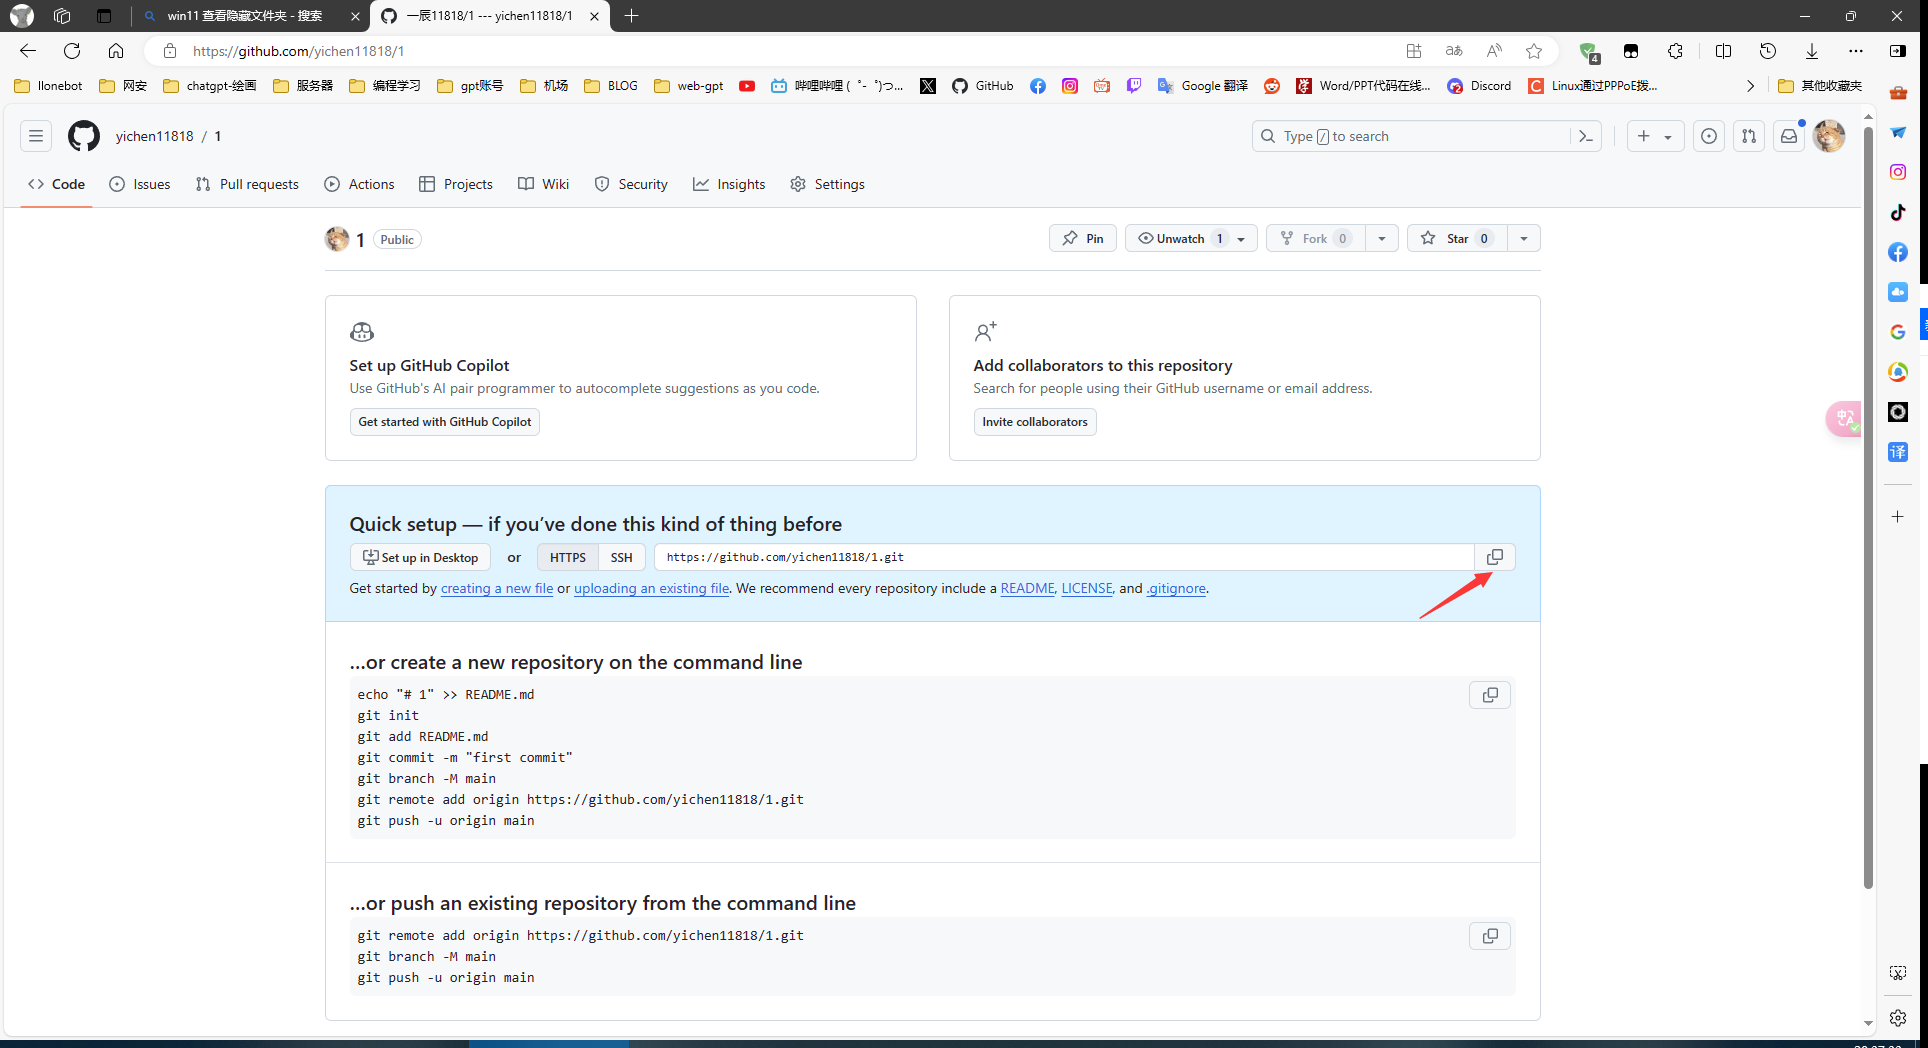 win11 查看隐藏文件夹 - 搜索
一辰11818/1 --- yichen11818/1
https://github.com/yichen11818/1
4
llonebot
网安
chatgpt-绘画
服务器
编程学习
gpt账号
机场
BLOG
web-gpt
哔哩哔哩 (゜-゜)つ...
GitHub
Google 翻译
Word/PPT代码在线...
Discord
Linux通过PPPoE拨...
其他收藏夹
yichen11818 / 1
Type / to search
Code
Issues
Pull requests
Actions
Projects
Wiki
Security
Insights
Settings
1 Public
Pin
Unwatch 1
Fork 0
Star 0
Set up GitHub Copilot
Use GitHub's AI pair programmer to autocomplete suggestions as you code.
Get started with GitHub Copilot
Add collaborators to this repository
Search for people using their GitHub username or email address.
Invite collaborators
Quick setup — if you’ve done this kind of thing before
Set up in Desktop or HTTPS SSH https://github.com/yichen11818/1.git
Get started by creating a new file or uploading an existing file. We recommend every repository include a README, LICENSE, and .gitignore.
…or create a new repository on the command line
echo "# 1" >> README.md
git init
git add README.md
git commit -m "first commit"
git branch -M main
git remote add origin https://github.com/yichen11818/1.git
git push -u origin main
…or push an existing repository from the command line
git remote add origin https://github.com/yichen11818/1.git
git branch -M main
git push -u origin main
译